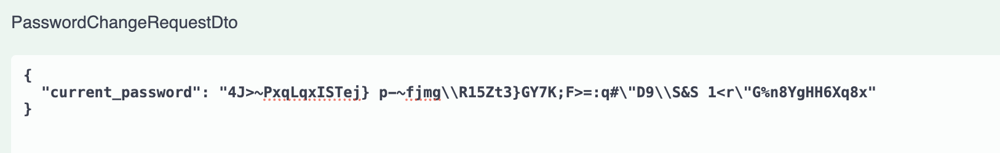 PasswordChangeRequestDto
{
"current_password": "4J>~PxqLqxISTej} p-~fjmg\\R15Zt3}GY7K;F>=:q#\"D9\\S&S 1<r\"G%n8YgHH6Xq8x"
}